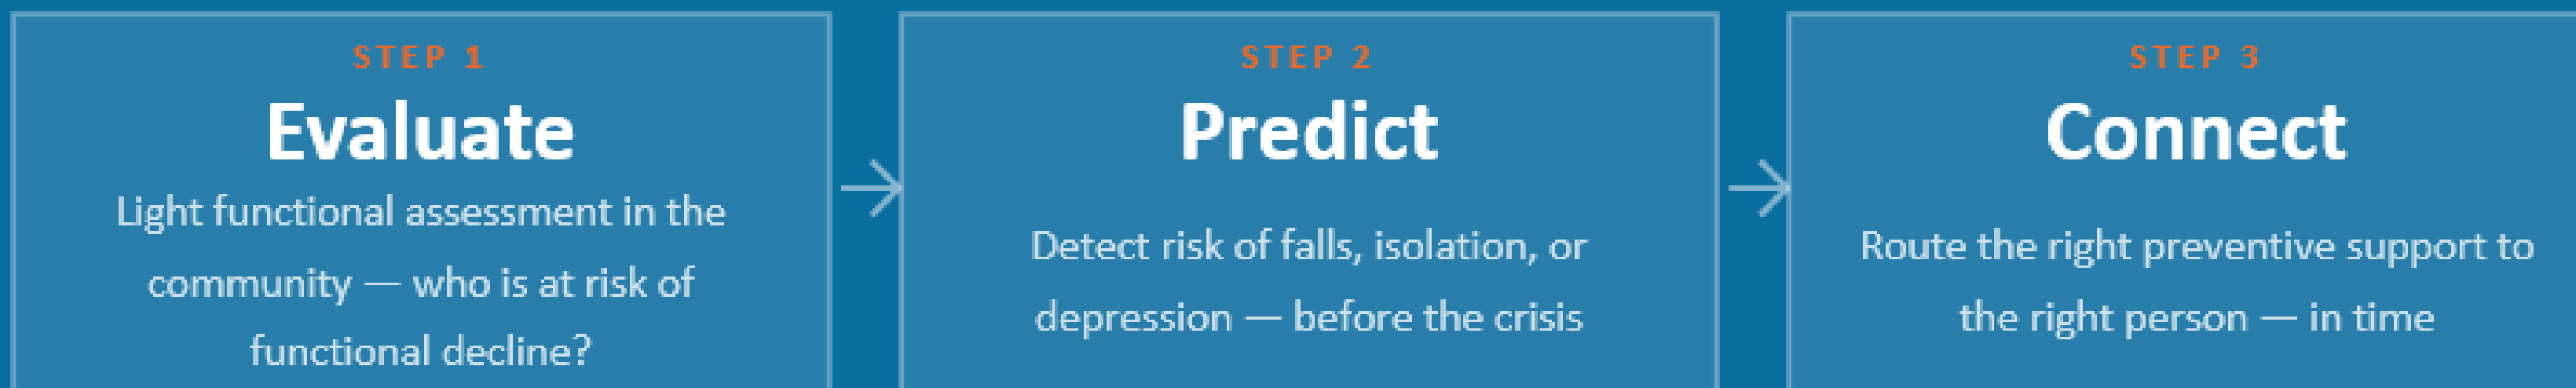 STEP 1
Evaluate
Light functional assessment in the
community — who is at risk of
functional decline?
STEP 2
Predict
Detect risk of falls, isolation, or
depression — before the crisis
STEP 3
Connect
Route the right preventive support to
the right person — in time